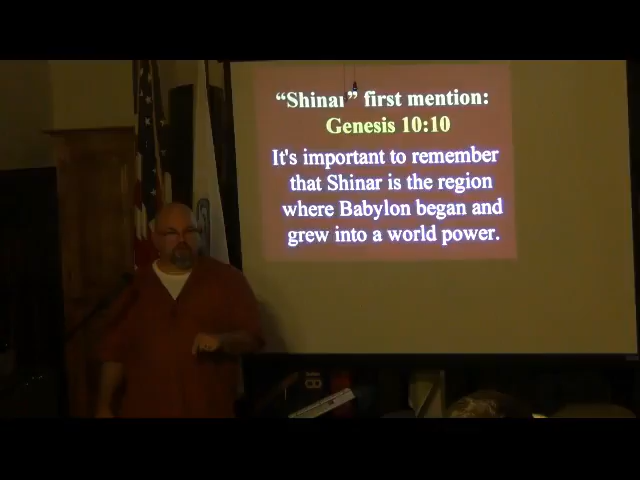 “Shinar” first mention:
Genesis 10:10
It's important to remember
that Shinar is the region
where Babylon began and
grew into a world power.